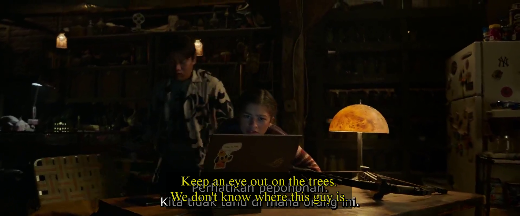 Keep an eye out on the trees.
Perhatikan pepohonan.
We don't know where this guy is.
Kita tidak tahu di mana orang ini.